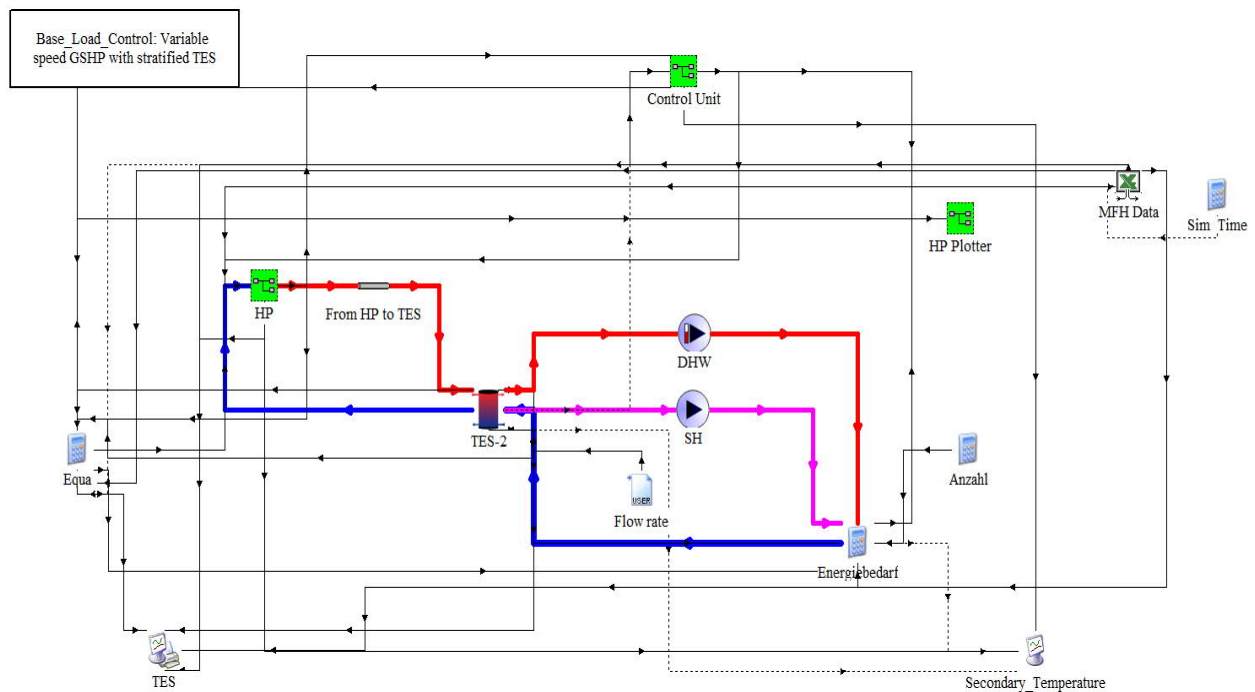 Base_Load_Control: Variable
speed GSHP with stratified TES
Control Unit
MFH Data
Sim_Time
HP Plotter
HP
From HP to TES
DHW
TES-2
SH
Equa
USER
Flow rate
Anzahl
Energiebedarf
TES
Secondary_Temperature